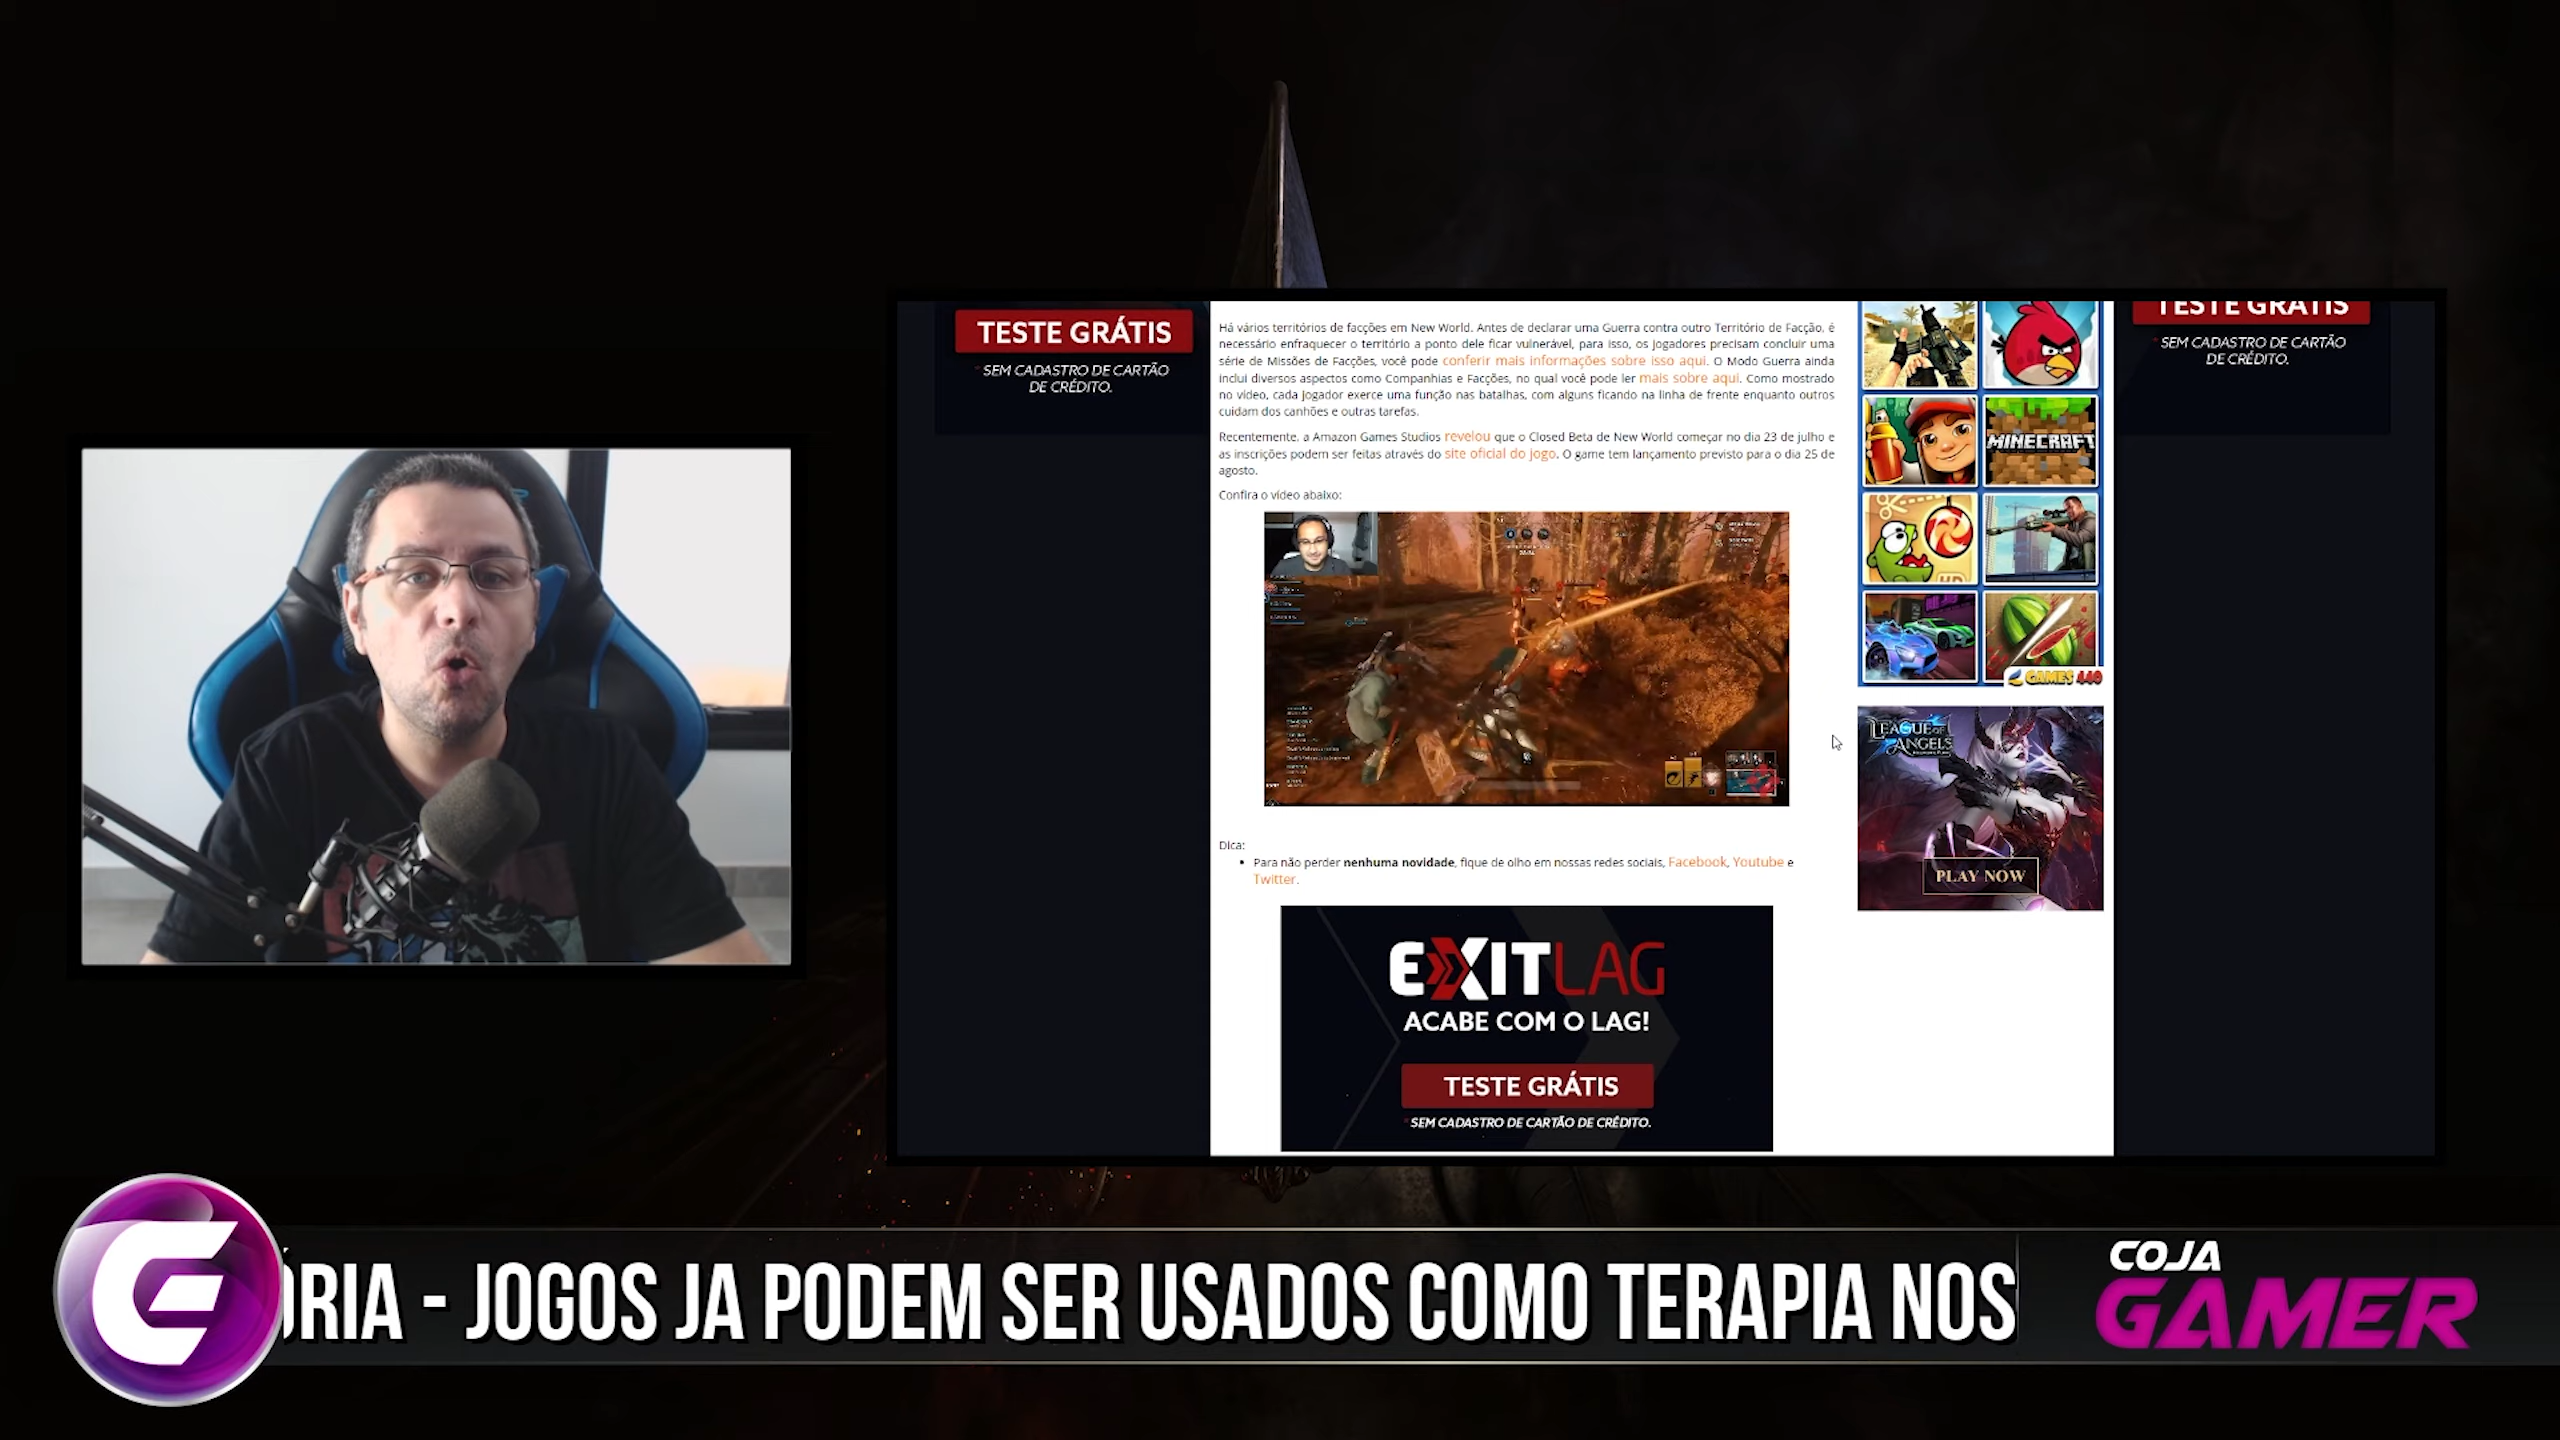 TESTE GRÁTIS
* SEM CADASTRO DE CARTÃO
DE CRÉDITO.
Há vários territórios de facções em New World. Antes de declarar uma Guerra contra outro Território de Facção, é
necessário enfraquecer o território a ponto dele ficar vulnerável, para isso, os jogadores precisam concluir uma
série de Missões de Facções, você pode conferir mais informações sobre isso aqui. O Modo Guerra ainda
inclui diversos aspectos como Companhias e Facções, no qual você pode ler mais sobre aqui. Como mostrado
no vídeo, cada jogador exerce uma função nas batalhas, com alguns ficando na linha de frente enquanto outros
cuidam dos canhões e outras tarefas.
Recentemente, a Amazon Games Studios revelou que o Closed Beta de New World começar no dia 23 de julho e
as inscrições podem ser feitas através do site oficial do jogo. O game tem lançamento previsto para o dia 25 de
agosto.
Confira o vídeo abaixo:
Dica:
• Para não perder nenhuma novidade, fique de olho em nossas redes sociais, Facebook, Youtube e
Twitter.
EXITLAG
ACABE COM O LAG!
TESTE GRÁTIS
* SEM CADASTRO DE CARTÃO DE CRÉDITO.
MINECRAFT
HD
GAMES 440
LEAGUE OF
ANGELS
PLAY NOW
TESTE GRÁTIS
* SEM CADASTRO DE CARTÃO
DE CRÉDITO.
ÓRIA - JOGOS JA PODEM SER USADOS COMO TERAPIA NOS
COJA
GAMER